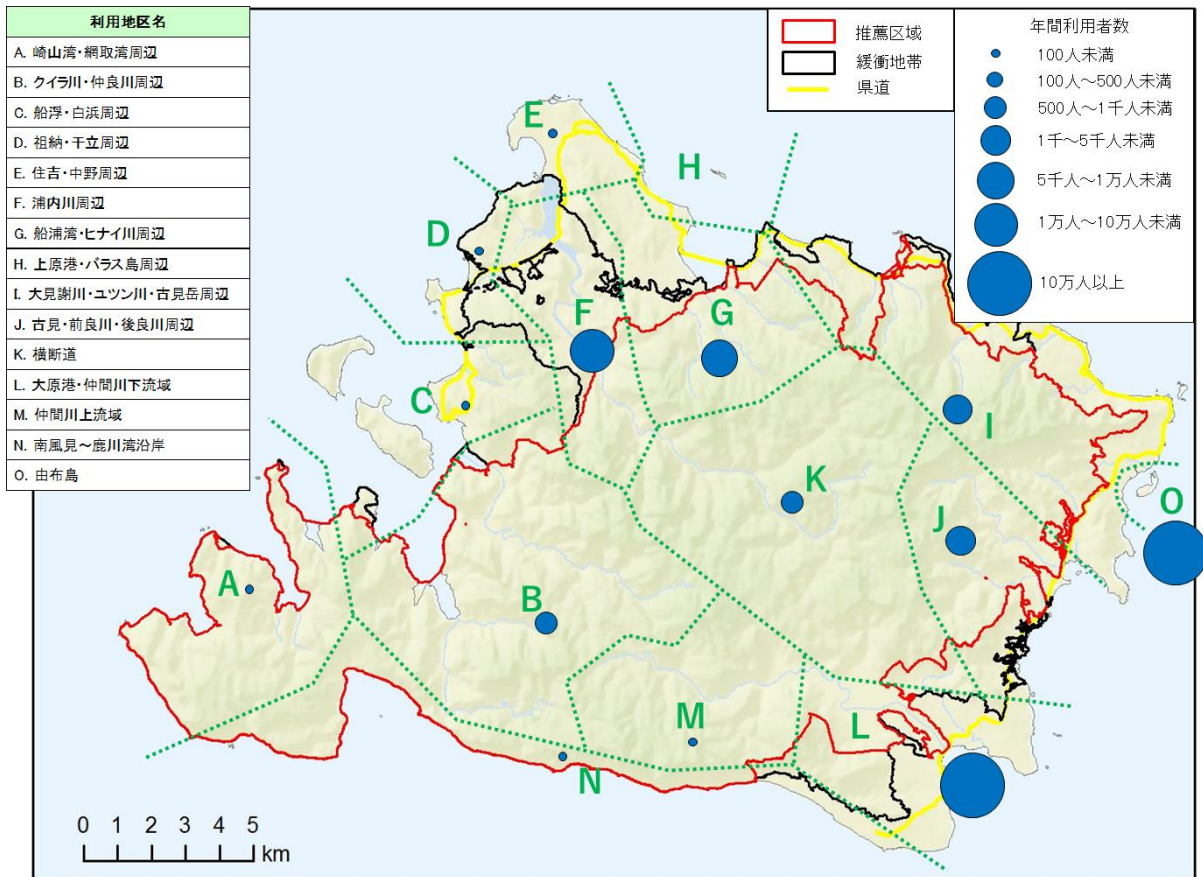 利用地区名
A. 崎山湾・網取湾周辺
B. クイラ川・仲良川周辺
C. 船浮・白浜周辺
D. 祖納・干立周辺
E. 住吉・中野周辺
F. 浦内川周辺
G. 船浦湾・ヒナイ川周辺
H. 上原港・バラス島周辺
I. 大見謝川・ユツン川・古見岳周辺
J. 古見・前良川・後良川周辺
K. 横断道
L. 大原港・仲間川下流域
M. 仲間川上流域
N. 南風見～鹿川湾沿岸
O. 由布島
推薦区域
緩衝地帯
県道
年間利用者数
100人未満
100人～500人未満
500人～1千人未満
1千～5千人未満
5千人～1万人未満
1万人～10万人未満
10万人以上
E
H
D
F
G
C
I
K
O
J
A
B
M
L
N
0 1 2 3 4 5
km